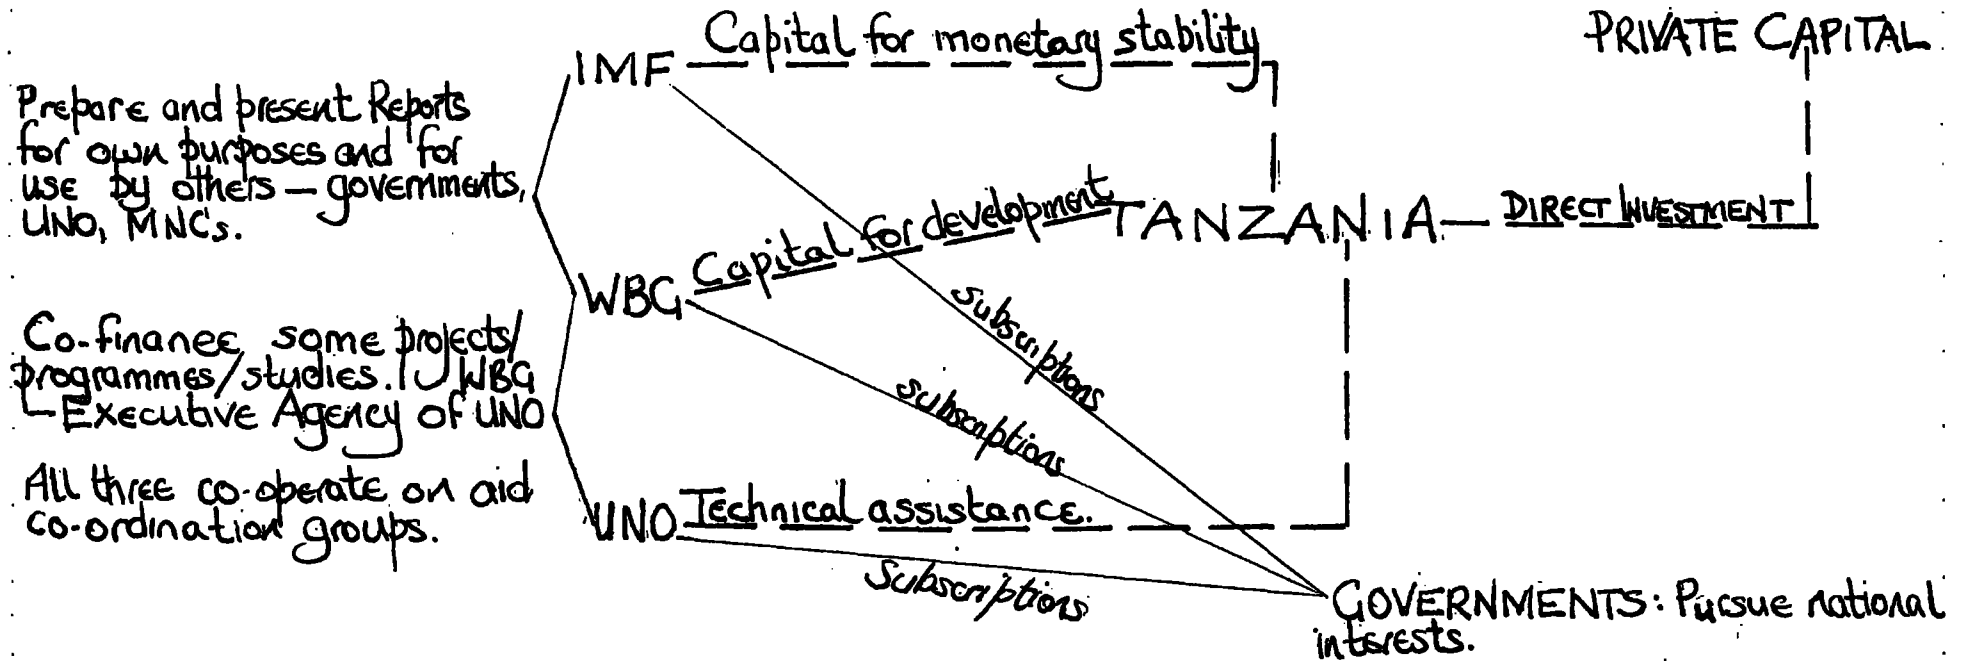 IMF Capital for monetary stability
PRIVATE CAPITAL
Prepare and present Reports
for own purposes and for
use by others — governments,
UNO, MNCs.
WBG Capital for development TANZANIA — DIRECT INVESTMENT
subscriptions
Co-finance some projects/
programmes/studies. WBG
Executive Agency of UNO
subscriptions
All three co-operate on aid
co-ordination groups.
UNO Technical assistance.
Subscriptions
GOVERNMENTS: Pursue national
interests.